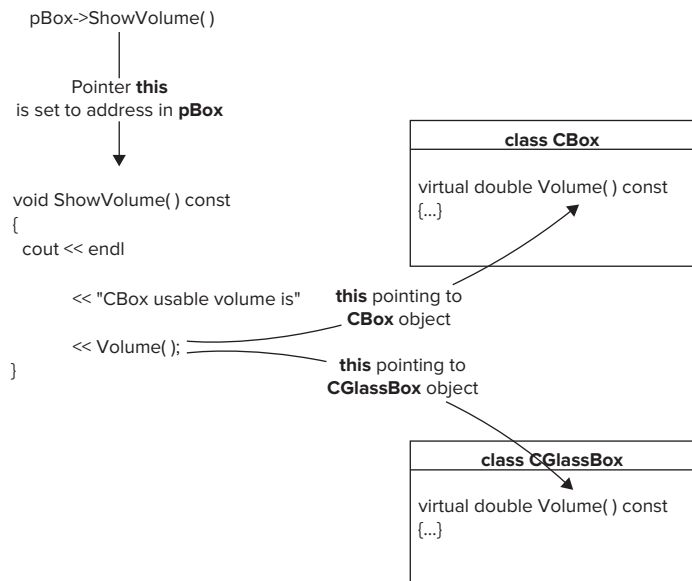 pBox->ShowVolume( )
Pointer this
is set to address in pBox
class CBox
virtual double Volume( ) const
{...}
void ShowVolume( ) const
{
cout << endl
<< "CBox usable volume is"
<< Volume( );
}
this pointing to
CBox object
this pointing to
CGlassBox object
class CGlassBox
virtual double Volume( ) const
{...}